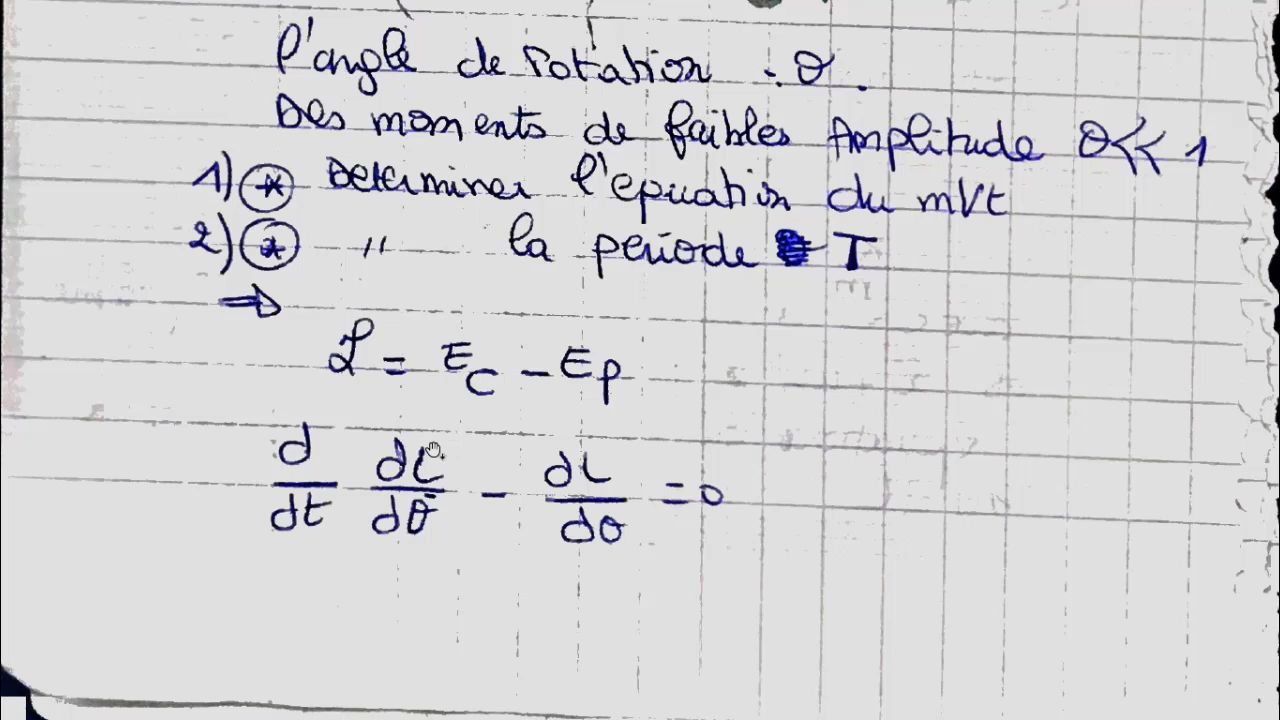 l'angle de rotation : θ.
Des moments de faibles Amplitude θ << 1
1) * Determiner l'equation du mvt
2) * " la periode T
⇒
L = Ec - Ep
d/dt dL/dθ̇ - dL/dθ = 0